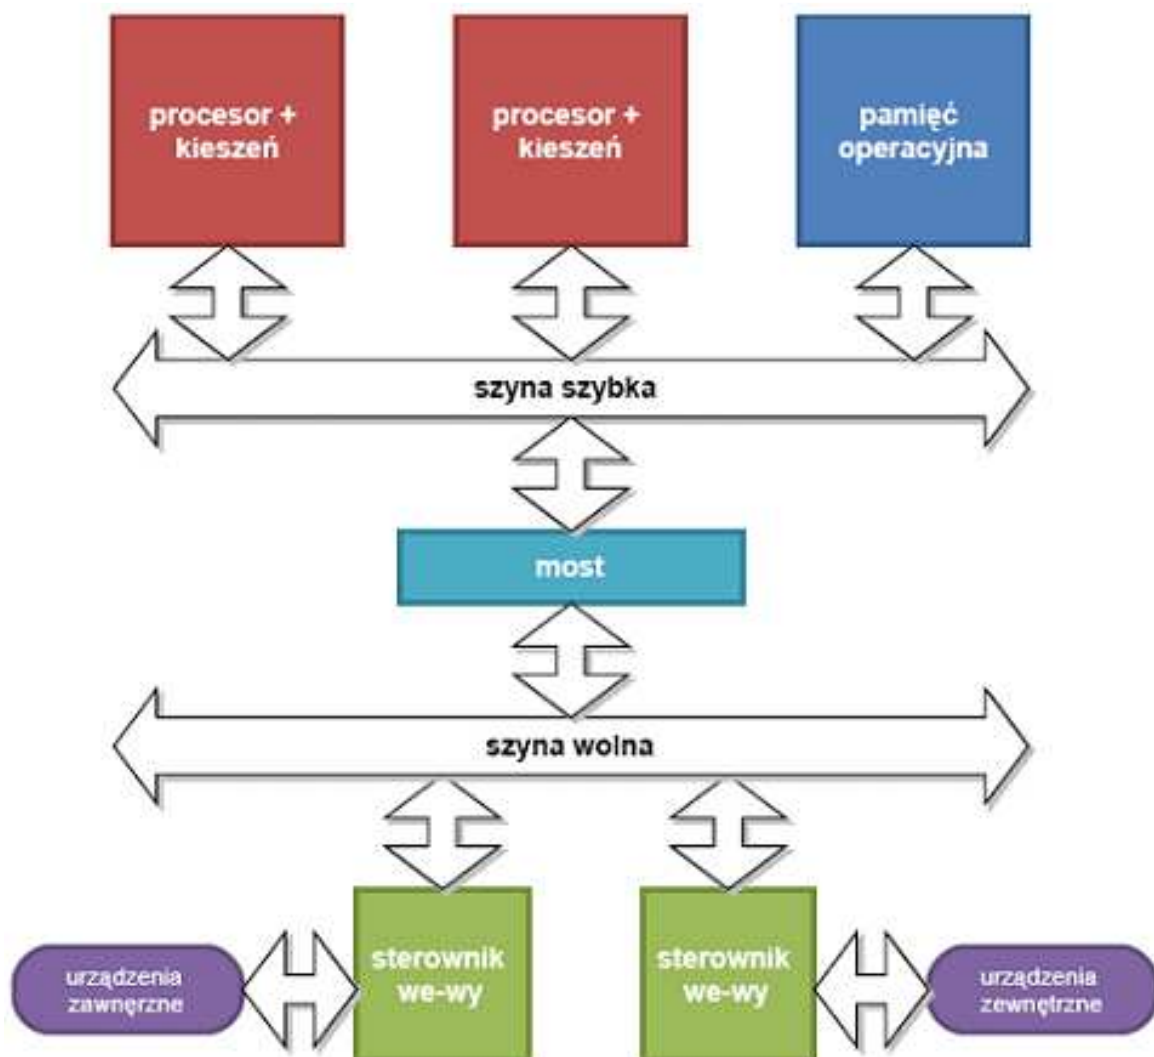 procesor +
kieszeń
procesor +
kieszeń
pamięć
operacyjna
szyna szybka
most
szyna wolna
sterownik
we-wy
sterownik
we-wy
urządzenia
zawnęrzne
urządzenia
zewnętrzne